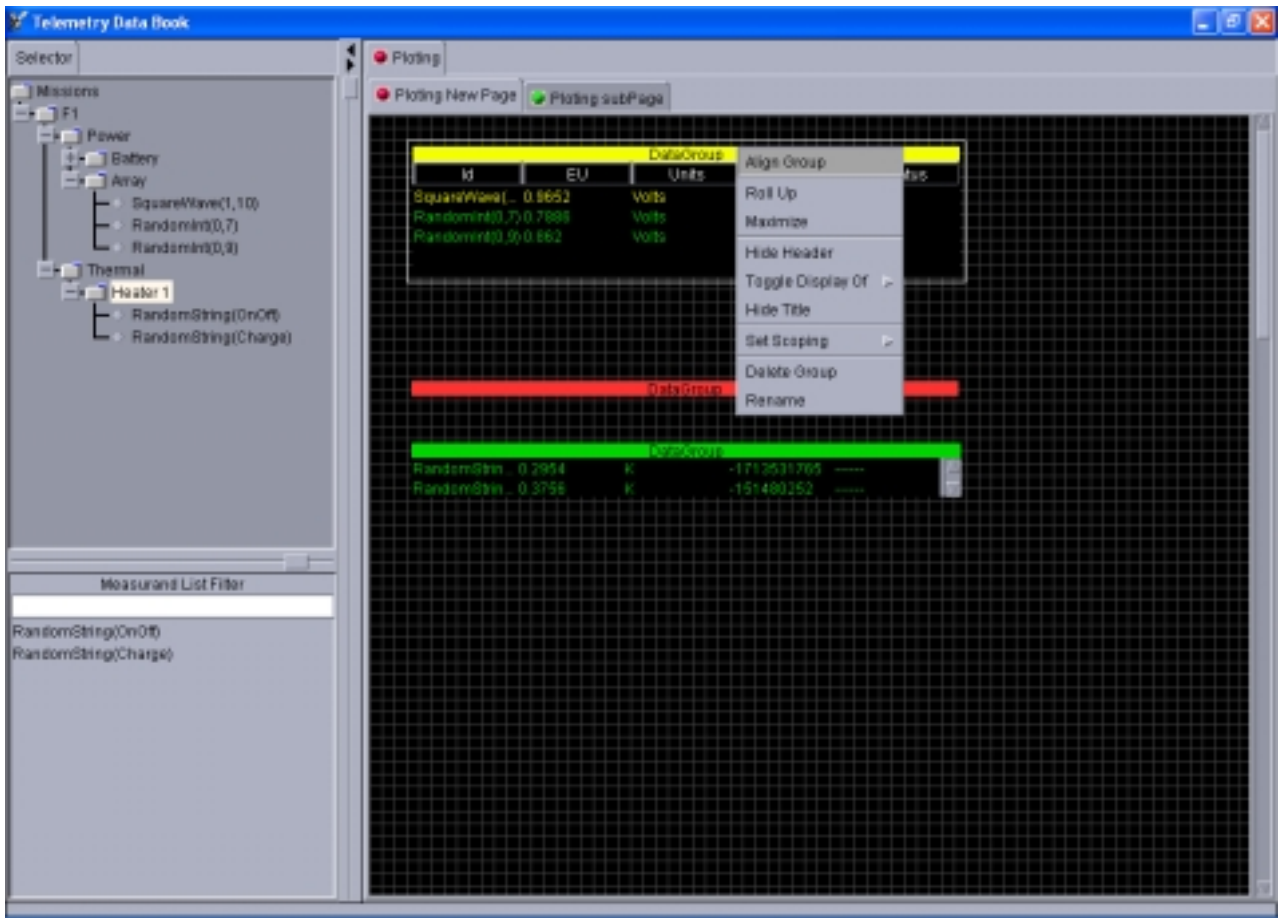 Telemetry Data Book
Selector
Missions
F1
Power
Battery
Array
SquareWave(1,10)
RandomInt(0,7)
RandomInt(0,9)
Thermal
Heater 1
RandomString(OnOff)
RandomString(Charge)
Measurand List Filter
RandomString(OnOff)
RandomString(Charge)
Ploting
Ploting New Page Ploting subPage
DataGroup
Id EU Units tus
SquareWave(... 0.9652 Volts
RandomInt(0,7) 0.7886 Volts
RandomInt(0,9) 0.862 Volts
Align Group
Roll Up
Maximize
Hide Header
Toggle Display Of
Hide Title
Set Scoping
Delete Group
Rename
DataGroup
DataGroup
RandomStrin... 0.2954 K -1713531765 ------
RandomStrin... 0.3756 K -151480252 ------